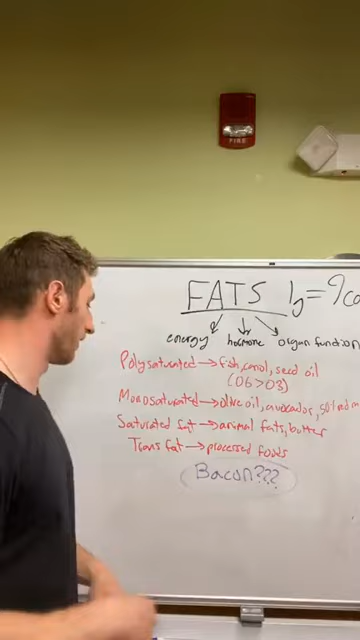 FIRE
FATS 1g=9ca
energy hormone organ function
Polysaturated→fish, canol, seed oil
(O6>O3)
Monosaturated→olive oil, avocados,
Saturated fat→animal fats, butter
Trans fat→processed foods
Bacon???